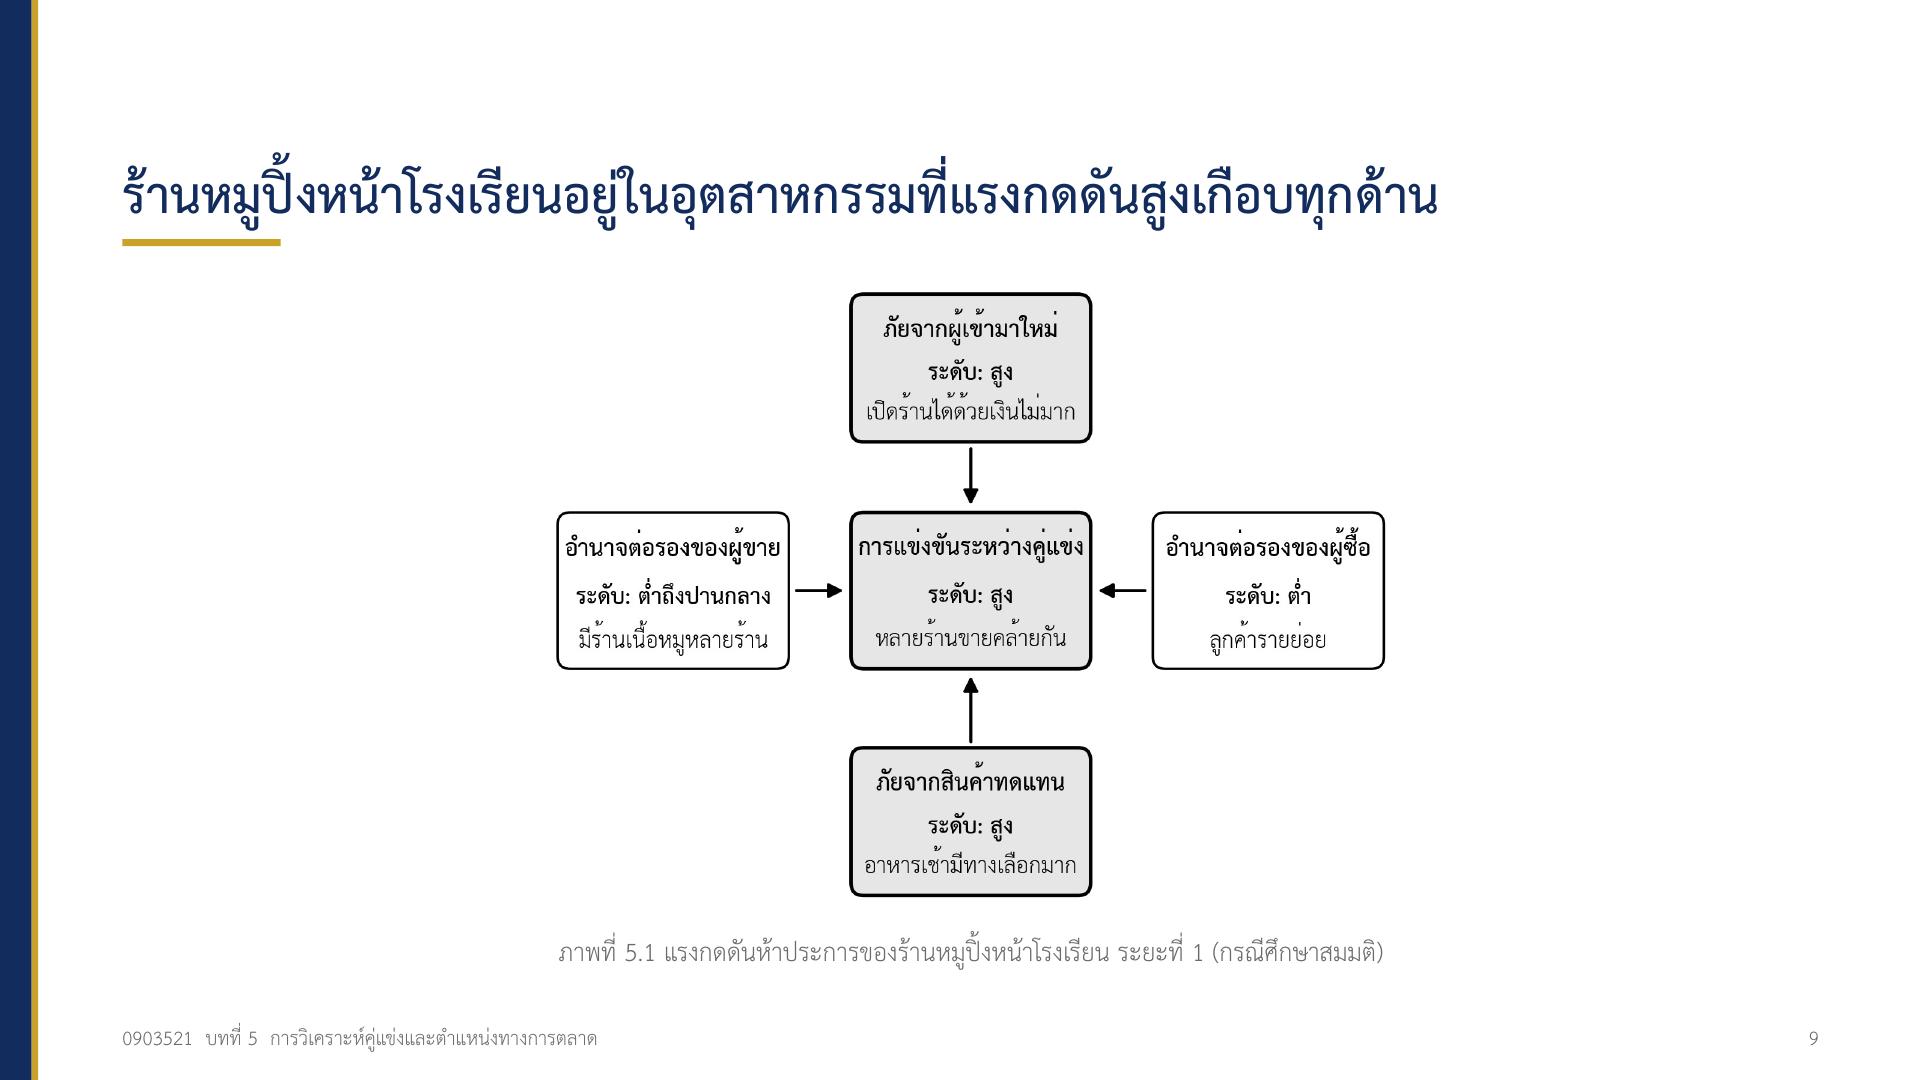 ร้านหมูปิ้งหน้าโรงเรียนอยู่ในอุตสาหกรรมที่แรงกดดันสูงเกือบทุกด้าน
ภัยจากผู้เข้ามาใหม่
ระดับ: สูง
เปิดร้านได้ด้วยเงินไม่มาก
อำนาจต่อรองของผู้ขาย
ระดับ: ต่ำถึงปานกลาง
มีร้านเนื้อหมูหลายร้าน
การแข่งขันระหว่างคู่แข่ง
ระดับ: สูง
หลายร้านขายคล้ายกัน
อำนาจต่อรองของผู้ซื้อ
ระดับ: ต่ำ
ลูกค้ารายย่อย
ภัยจากสินค้าทดแทน
ระดับ: สูง
อาหารเช้ามีทางเลือกมาก
ภาพที่ 5.1 แรงกดดันห้าประการของร้านหมูปิ้งหน้าโรงเรียน ระยะที่ 1 (กรณีศึกษาสมมติ)
0903521 บทที่ 5 การวิเคราะห์คู่แข่งและตำแหน่งทางการตลาด
9